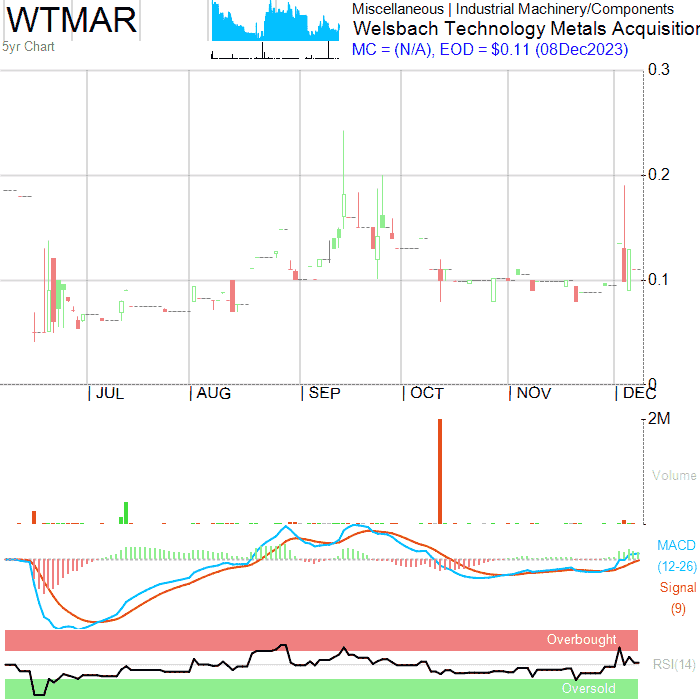 WTMAR
5yr Chart
Miscellaneous | Industrial Machinery/Components
Welsbach Technology Metals Acquisition
MC = (N/A), EOD = $0.11 (08Dec2023)
0.3
0.2
0.1
0
| JUL | AUG | SEP | OCT | NOV | DEC
2M
Volume
MACD
(12-26)
Signal
(9)
Overbought
RSI(14)
Oversold